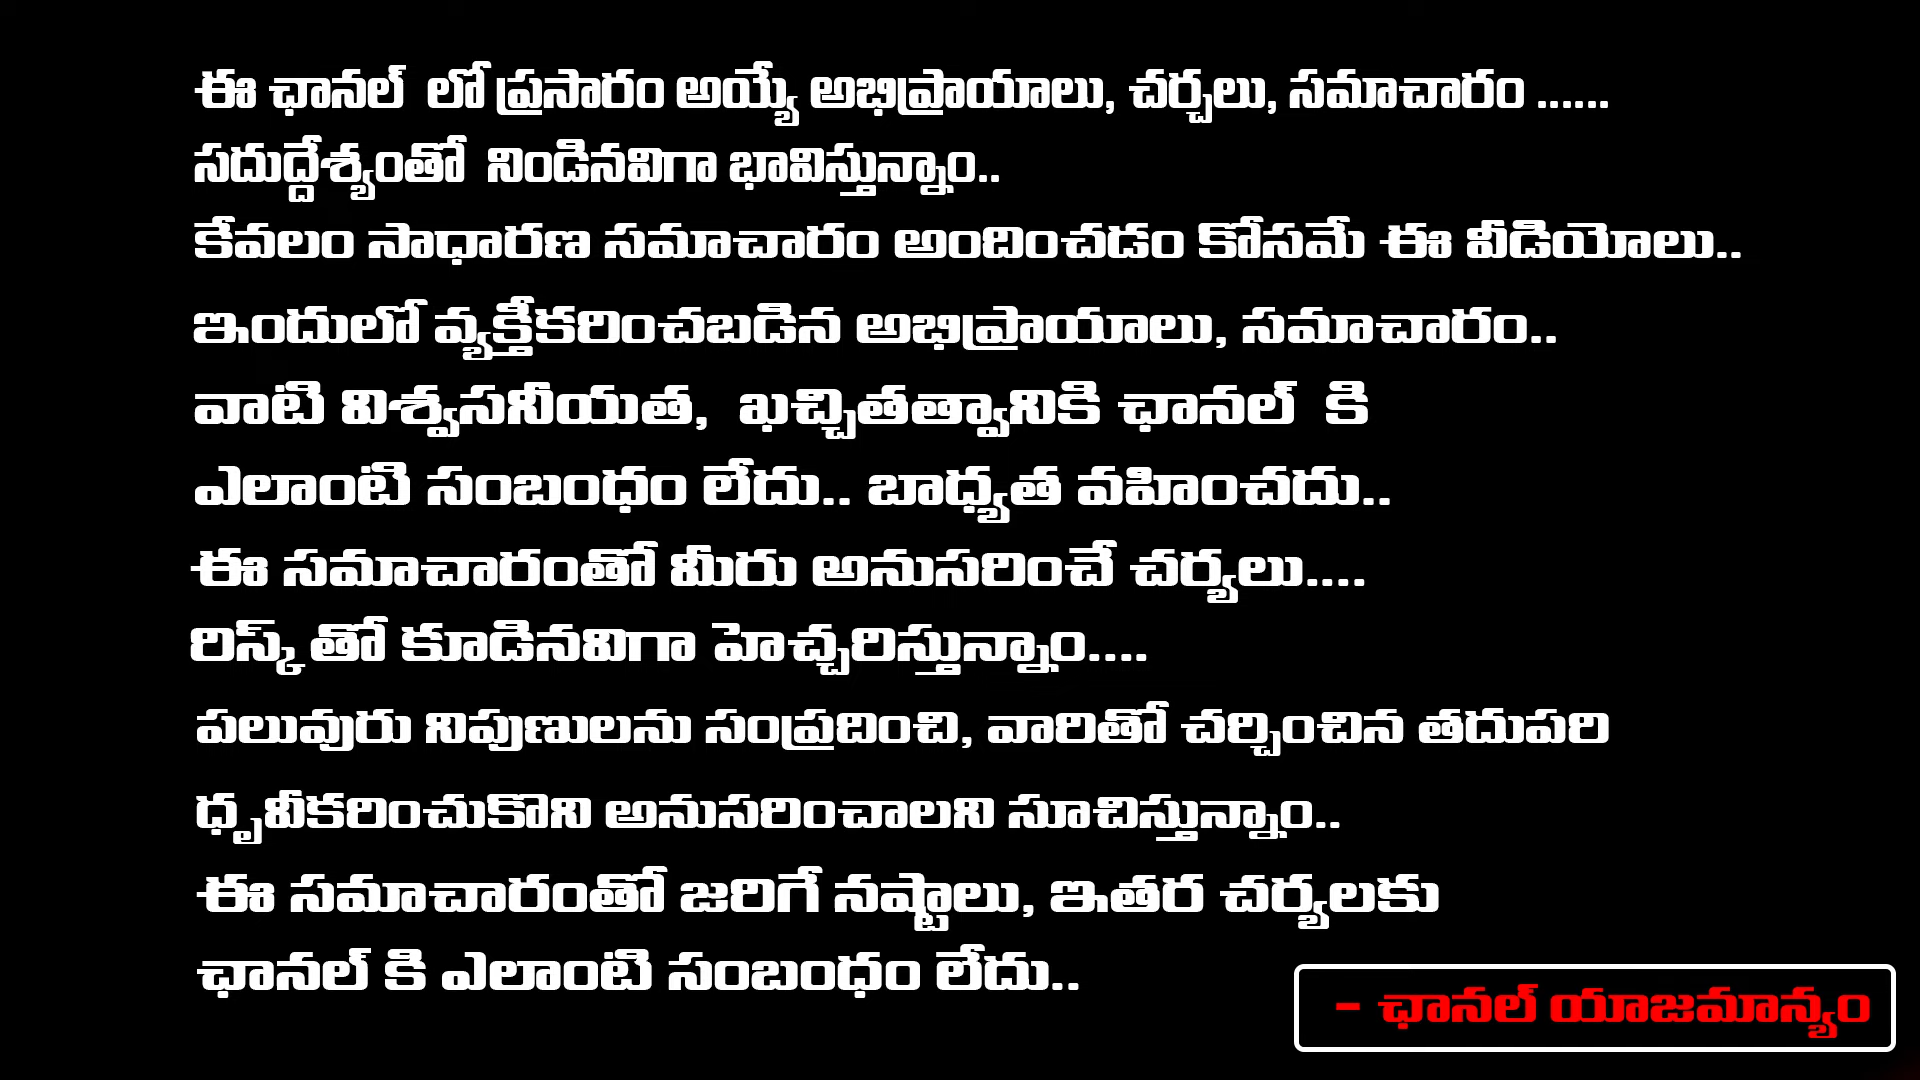 ఈ ఛానల్ లో ప్రసారం అయ్యే అభిప్రాయాలు, చర్చలు, సమాచారం ......
సదుద్దేశ్యంతో నిండినవిగా భావిస్తున్నాం..
కేవలం సాధారణ సమాచారం అందించడం కోసమే ఈ వీడియోలు..
ఇందులో వ్యక్తీకరించబడిన అభిప్రాయాలు, సమాచారం..
వాటి విశ్వసనీయత, ఖచ్చితత్వానికి ఛానల్ కి
ఎలాంటి సంబంధం లేదు.. బాధ్యత వహించదు..
ఈ సమాచారంతో మీరు అనుసరించే చర్యలు....
రిస్క్ తో కూడినవిగా హెచ్చరిస్తున్నాం....
పలువురు నిపుణులను సంప్రదించి, వారితో చర్చించిన తదుపరి
ధృవీకరించుకొని అనుసరించాలని సూచిస్తున్నాం..
ఈ సమాచారంతో జరిగే నష్టాలు, ఇతర చర్యలకు
ఛానల్ కి ఎలాంటి సంబంధం లేదు..
- ఛానల్ యాజమాన్యం